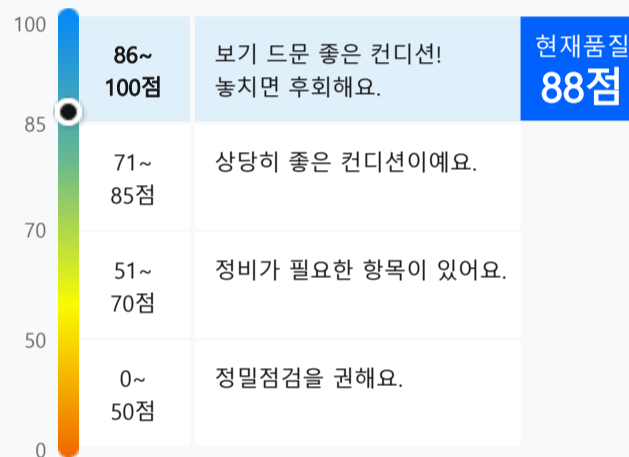 100
86~
100점
보기 드문 좋은 컨디션!
놓치면 후회해요.
현재품질
88점
85
71~
85점
상당히 좋은 컨디션이예요.
70
51~
70점
정비가 필요한 항목이 있어요.
50
0~
50점
정밀점검을 권해요.
0